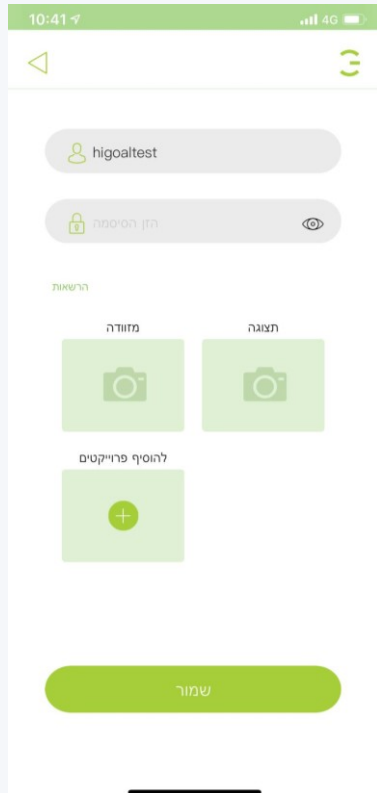 10:41 4G
higoaltest
הזן הסיסמה
הרשאות
תצוגה
מזוודה
להוסיף פרוייקטים
שמור